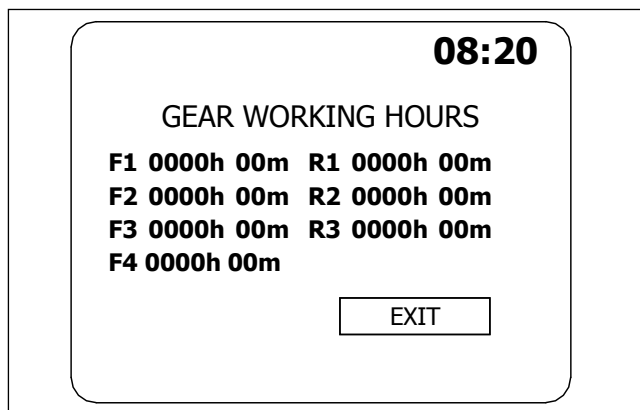 08:20
GEAR WORKING HOURS
F1 0000h 00m R1 0000h 00m
F2 0000h 00m R2 0000h 00m
F3 0000h 00m R3 0000h 00m
F4 0000h 00m
EXIT